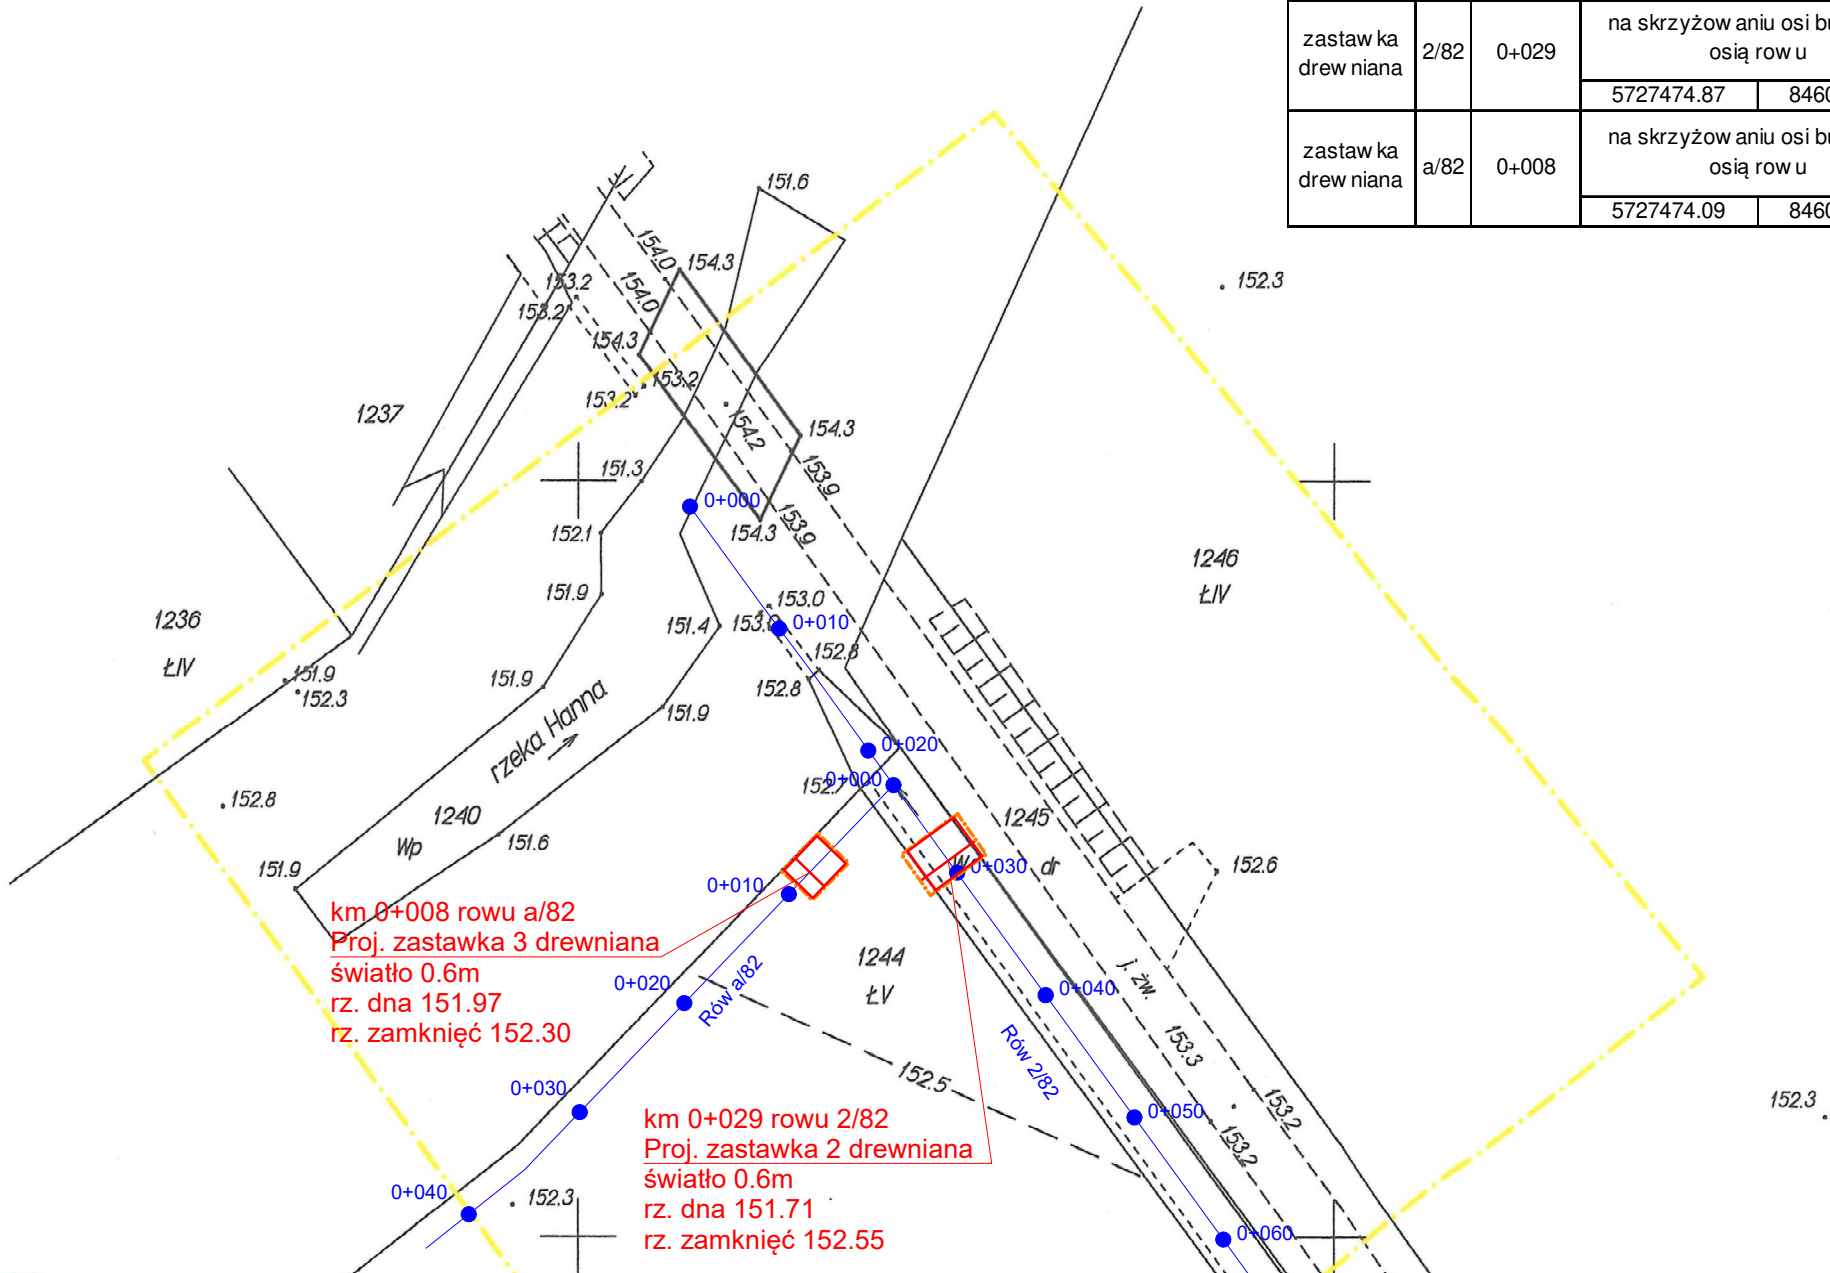 zastawka drewniana 2/82 0+029 na skrzyżowaniu osi
osią rowu
5727474.87 8460
zastawka drewniana a/82 0+008 na skrzyżowaniu osi
osią rowu
5727474.09 8460
151.6
154.0
154.3
152.3
153.2
154.0
153.2
154.3
153.2
153.2
1237
154.2
154.3
151.3
153.9
0+000
152.1
154.3
153.9
1246
ŁIV
151.9
153.0
1236
151.4
0+010
ŁIV
152.8
151.9
151.9
152.8
152.3
151.9
rzeka Hanna
0+020
0+000
152.8
1240
1245
Wp
151.6
151.9
W
dr
0+030
152.6
0+010
km 0+008 rowu a/82
Proj. zastawka 3 drewniana
światło 0.6m
rz. dna 151.97
rz. zamknięć 152.30
1244
ŁV
j. żw.
0+020
Rów a/82
0+040
153.3
Rów 2/82
152.5
0+030
153.2
153.2
152.3
km 0+029 rowu 2/82
Proj. zastawka 2 drewniana
światło 0.6m
rz. dna 151.71
rz. zamknięć 152.55
0+050
0+040
152.3
0+060